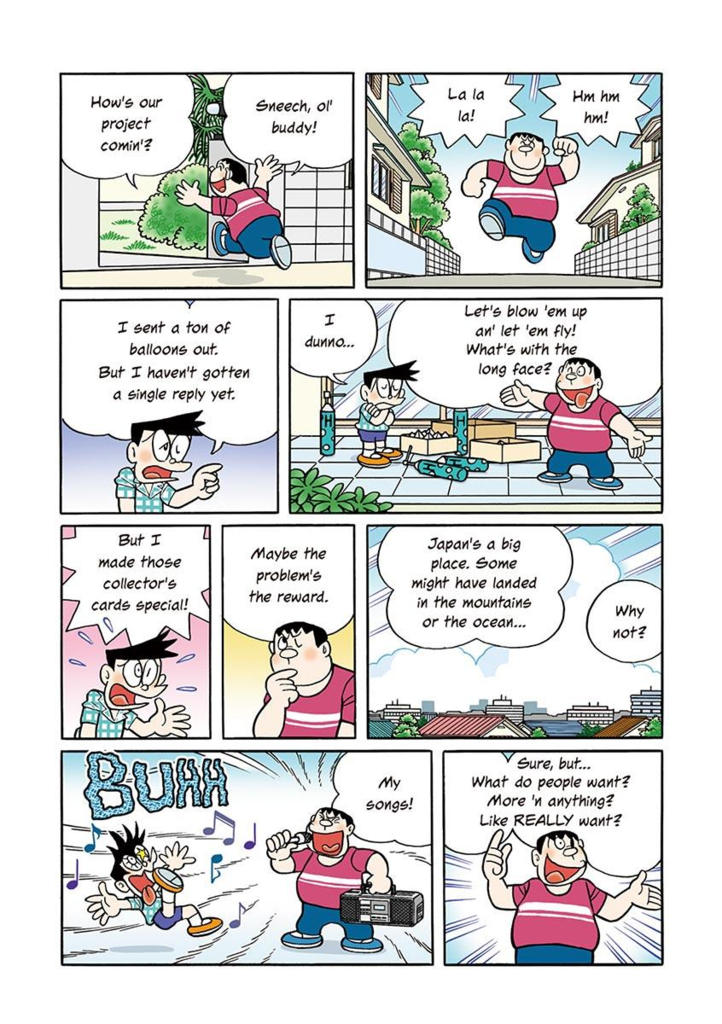 La la
la!
Hm hm
hm!
Sneech, ol'
buddy!
How's our
project
comin'?
Let's blow 'em up
an' let 'em fly!
What's with the
long face?
I
dunno...
I sent a ton of
balloons out.
But I haven't gotten
a single reply yet.
Why
not?
Japan's a big
place. Some
might have landed
in the mountains
or the ocean...
Maybe the
problem's
the reward.
But I
made those
collector's
cards special!
Sure, but...
What do people want?
More 'n anything?
Like REALLY want?
My
songs!
BUHH